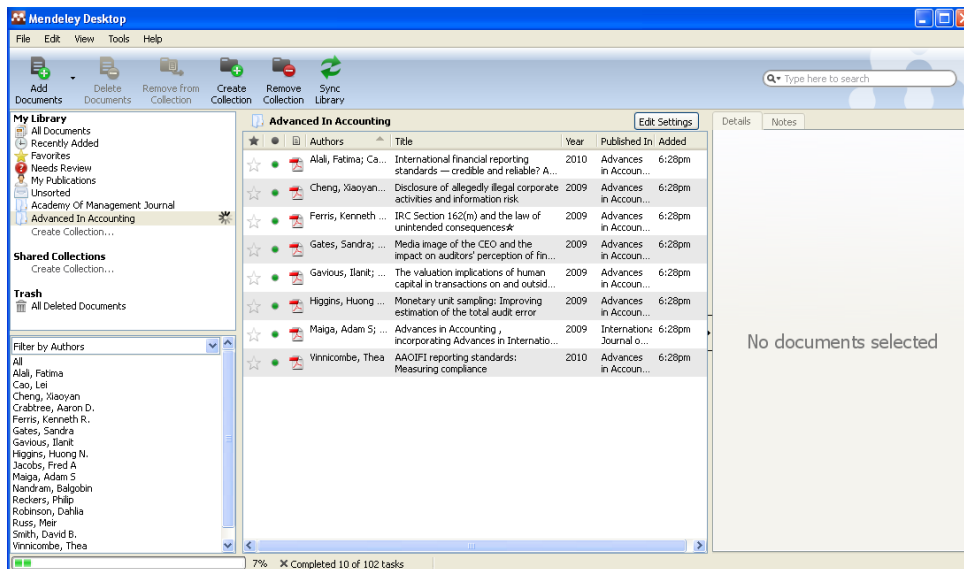 Mendeley Desktop
File Edit View Tools Help
Add Documents
Delete Documents
Remove from Collection
Create Collection
Remove Collection
Sync Library
Type here to search
My Library
All Documents
Recently Added
Favorites
Needs Review
My Publications
Unsorted
Academy Of Management Journal
Advanced In Accounting
Create Collection...
Shared Collections
Create Collection...
Trash
All Deleted Documents
Filter by Authors
All
Alali, Fatima
Cao, Lei
Cheng, Xiaoyan
Crabtree, Aaron D.
Ferris, Kenneth R.
Gates, Sandra
Gavious, Ilanit
Higgins, Huong N.
Jacobs, Fred A
Maiga, Adam S
Nandram, Balgobin
Reckers, Philip
Robinson, Dahlia
Russ, Meir
Smith, David B.
Vinnicombe, Thea
Advanced In Accounting Edit Settings
Authors Title Year Published In Added
Alali, Fatima; Ca... International financial reporting 2010 Advances 6:28pm
standards — credible and reliable? A... in Accoun...
Cheng, Xiaoyan... Disclosure of allegedly illegal corporate 2009 Advances 6:28pm
activities and information risk in Accoun...
Ferris, Kenneth ... IRC Section 162(m) and the law of 2009 Advances 6:28pm
unintended consequences☆ in Accoun...
Gates, Sandra; ... Media image of the CEO and the 2009 Advances 6:28pm
impact on auditors' perception of fin... in Accoun...
Gavious, Ilanit; ... The valuation implications of human 2009 Advances 6:28pm
capital in transactions on and outsid... in Accoun...
Higgins, Huong ... Monetary unit sampling: Improving 2009 Advances 6:28pm
estimation of the total audit error in Accoun...
Maiga, Adam S; ... Advances in Accounting , 2009 Internationa 6:28pm
incorporating Advances in Internatio... Journal o...
Vinnicombe, Thea AAOIFI reporting standards: 2010 Advances 6:28pm
Measuring compliance in Accoun...
Details Notes
No documents selected
7% X Completed 10 of 102 tasks